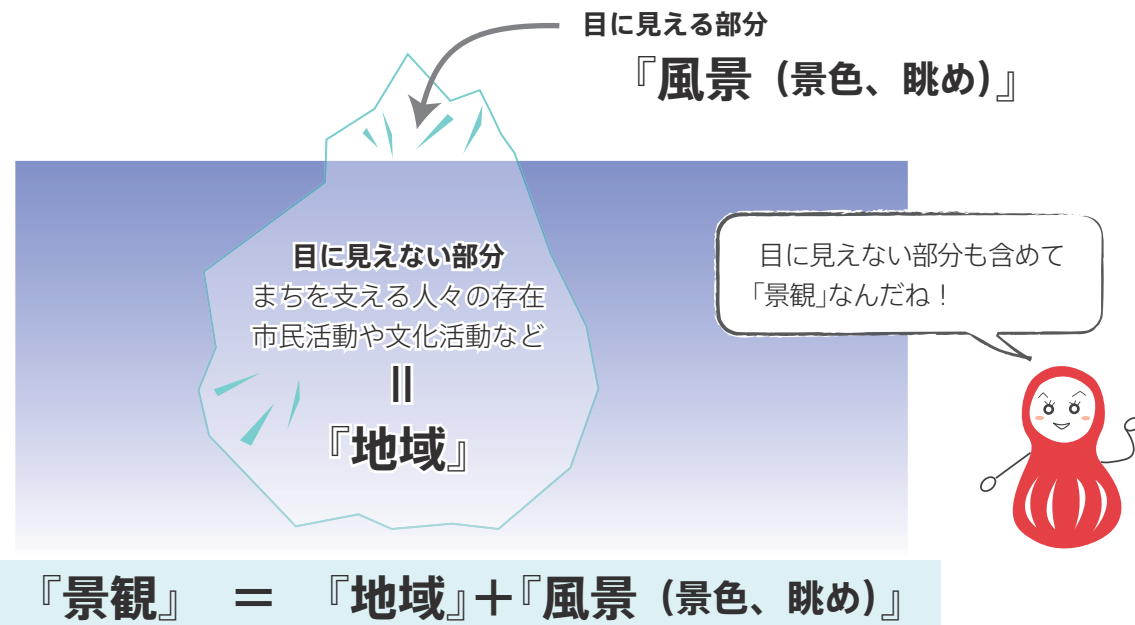 目に見える部分
『風景（景色、眺め）』
目に見えない部分
まちを支える人々の存在
市民活動や文化活動など
＝
『地域』
目に見えない部分も含めて
「景観」なんだね！
『景観』 ＝ 『地域』＋『風景（景色、眺め）』